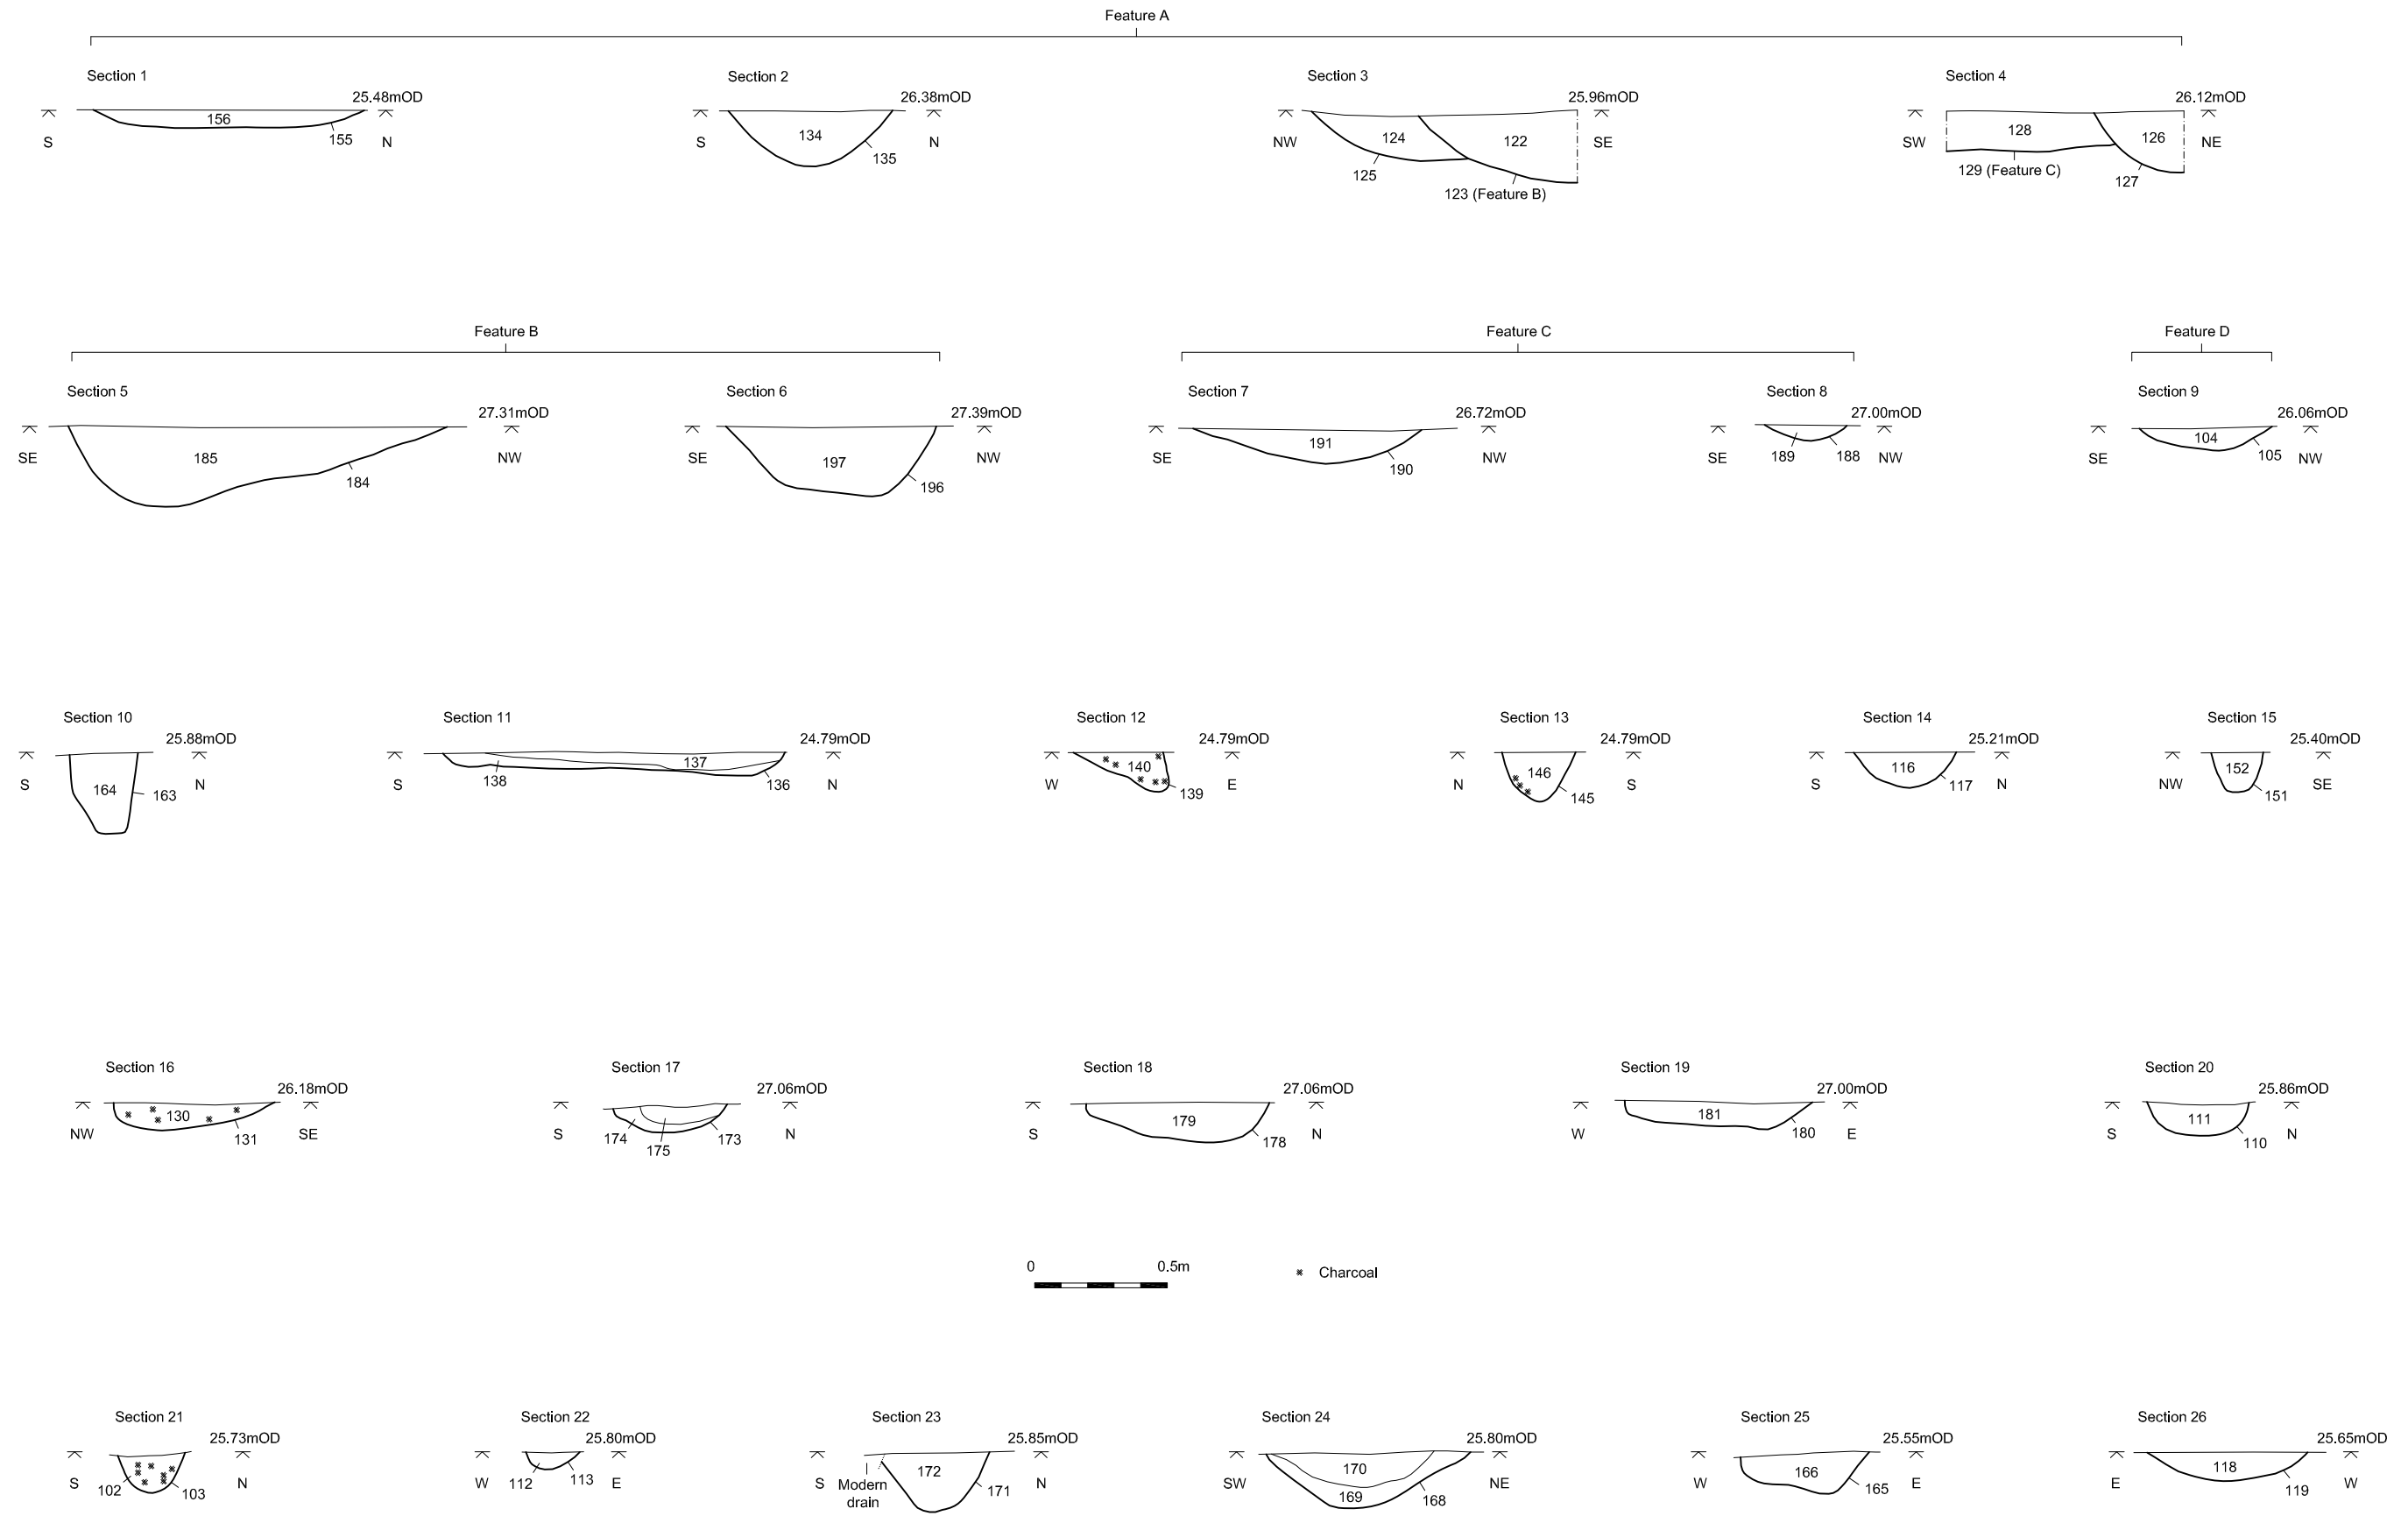 Feature A
Section 1
Section 2
Section 3
Section 4
25.48mOD
26.38mOD
25.96mOD
26.12mOD
S
156
155
N
S
134
135
N
NW
124
122
125
123 (Feature B)
SE
SW
128
126
129 (Feature C)
127
NE
Feature B
Feature C
Feature D
Section 5
Section 6
Section 7
Section 8
Section 9
27.31mOD
27.39mOD
26.72mOD
27.00mOD
26.06mOD
SE
185
184
NW
SE
197
196
NW
SE
191
190
NW
SE
189
188
NW
SE
104
105
NW
Section 10
Section 11
Section 12
Section 13
Section 14
Section 15
25.88mOD
24.79mOD
24.79mOD
25.21mOD
25.40mOD
S
164
163
N
S
138
137
136
N
W
140
139
E
N
146
145
S
S
116
117
N
NW
152
151
SE
Section 16
Section 17
Section 18
Section 19
Section 20
26.18mOD
27.06mOD
27.06mOD
27.00mOD
25.86mOD
NW
130
131
SE
S
174
175
173
N
S
179
178
N
W
181
180
E
S
111
110
N
0
0.5m
Charcoal
Section 21
Section 22
Section 23
Section 24
Section 25
Section 26
25.73mOD
25.80mOD
25.85mOD
25.80mOD
25.55mOD
25.65mOD
S
102
103
N
W
112
113
E
S
Modern
drain
172
171
N
SW
170
169
168
NE
W
166
165
E
E
118
119
W